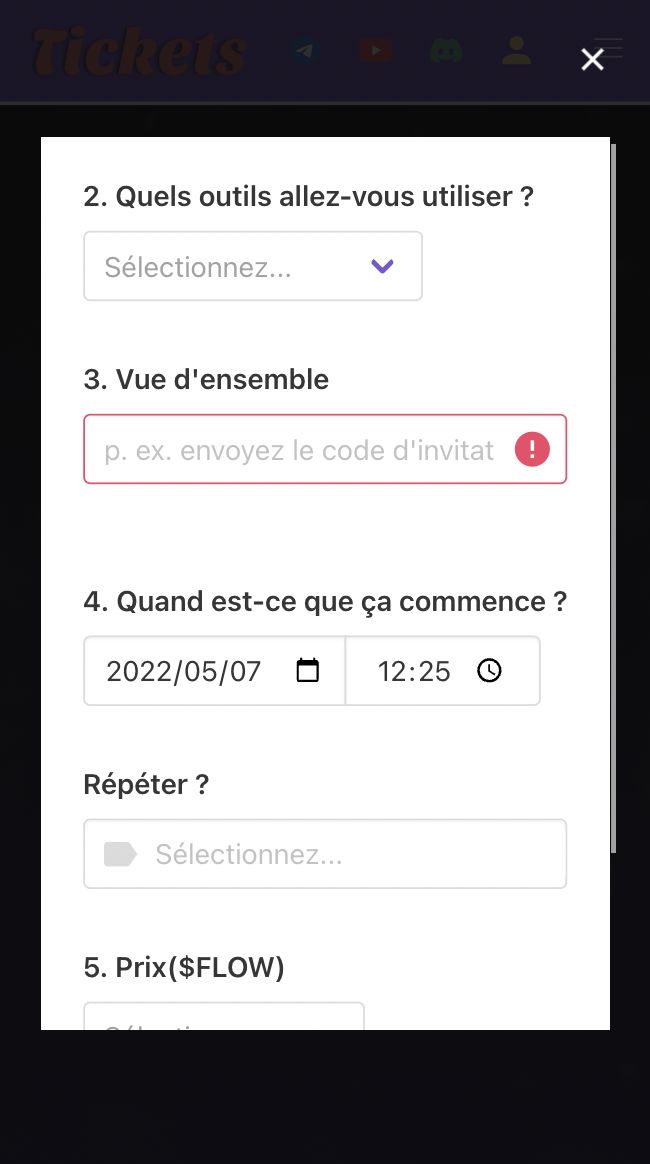 Tickets
2. Quels outils allez-vous utiliser ?
Sélectionnez...
3. Vue d'ensemble
p. ex. envoyez le code d'invitat
4. Quand est-ce que ça commence ?
2022/05/07 12:25
Répéter ?
Sélectionnez...
5. Prix($FLOW)